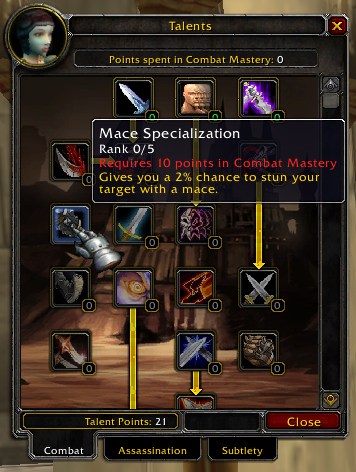 Talents
Points spent in Combat Mastery: 0
0
0
0
Mace Specialization
Rank 0/5
Requires 10 points in Combat Mastery
Gives you a 2% chance to stun your
target with a mace.
0
0
0
0
0
0
0
0
0
0
0
Talent Points: 21
Close
Combat
Assassination
Subtlety